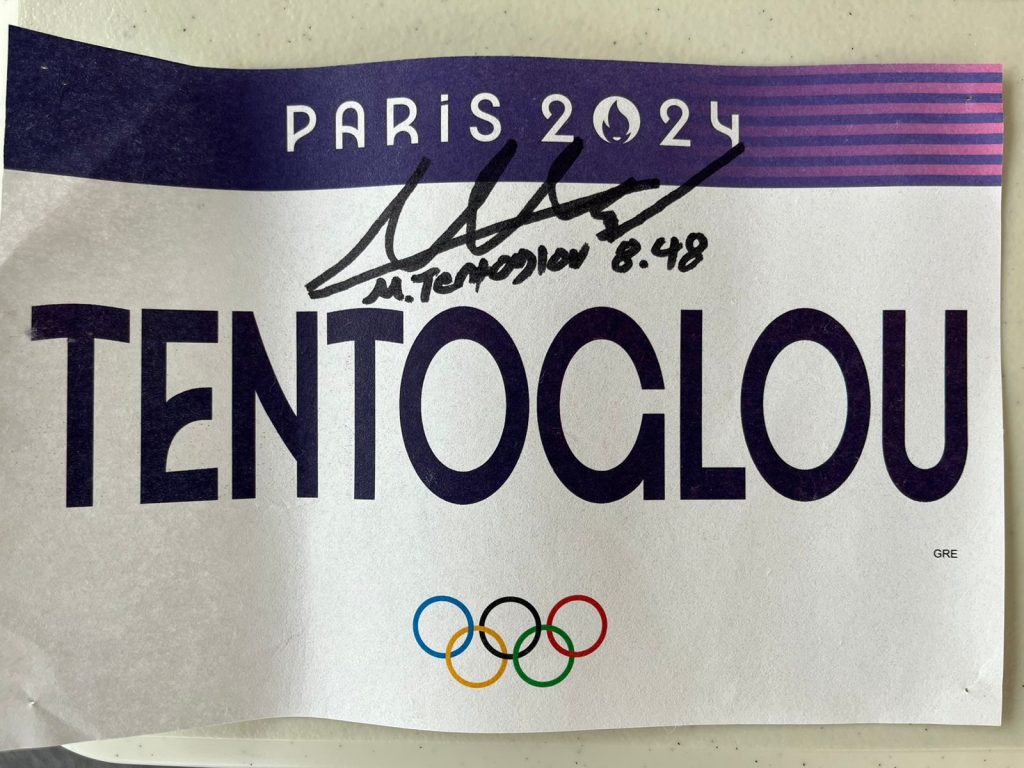 PARIS 2024
M. Tentoglou 8.48
TENTOGLOU
GRE